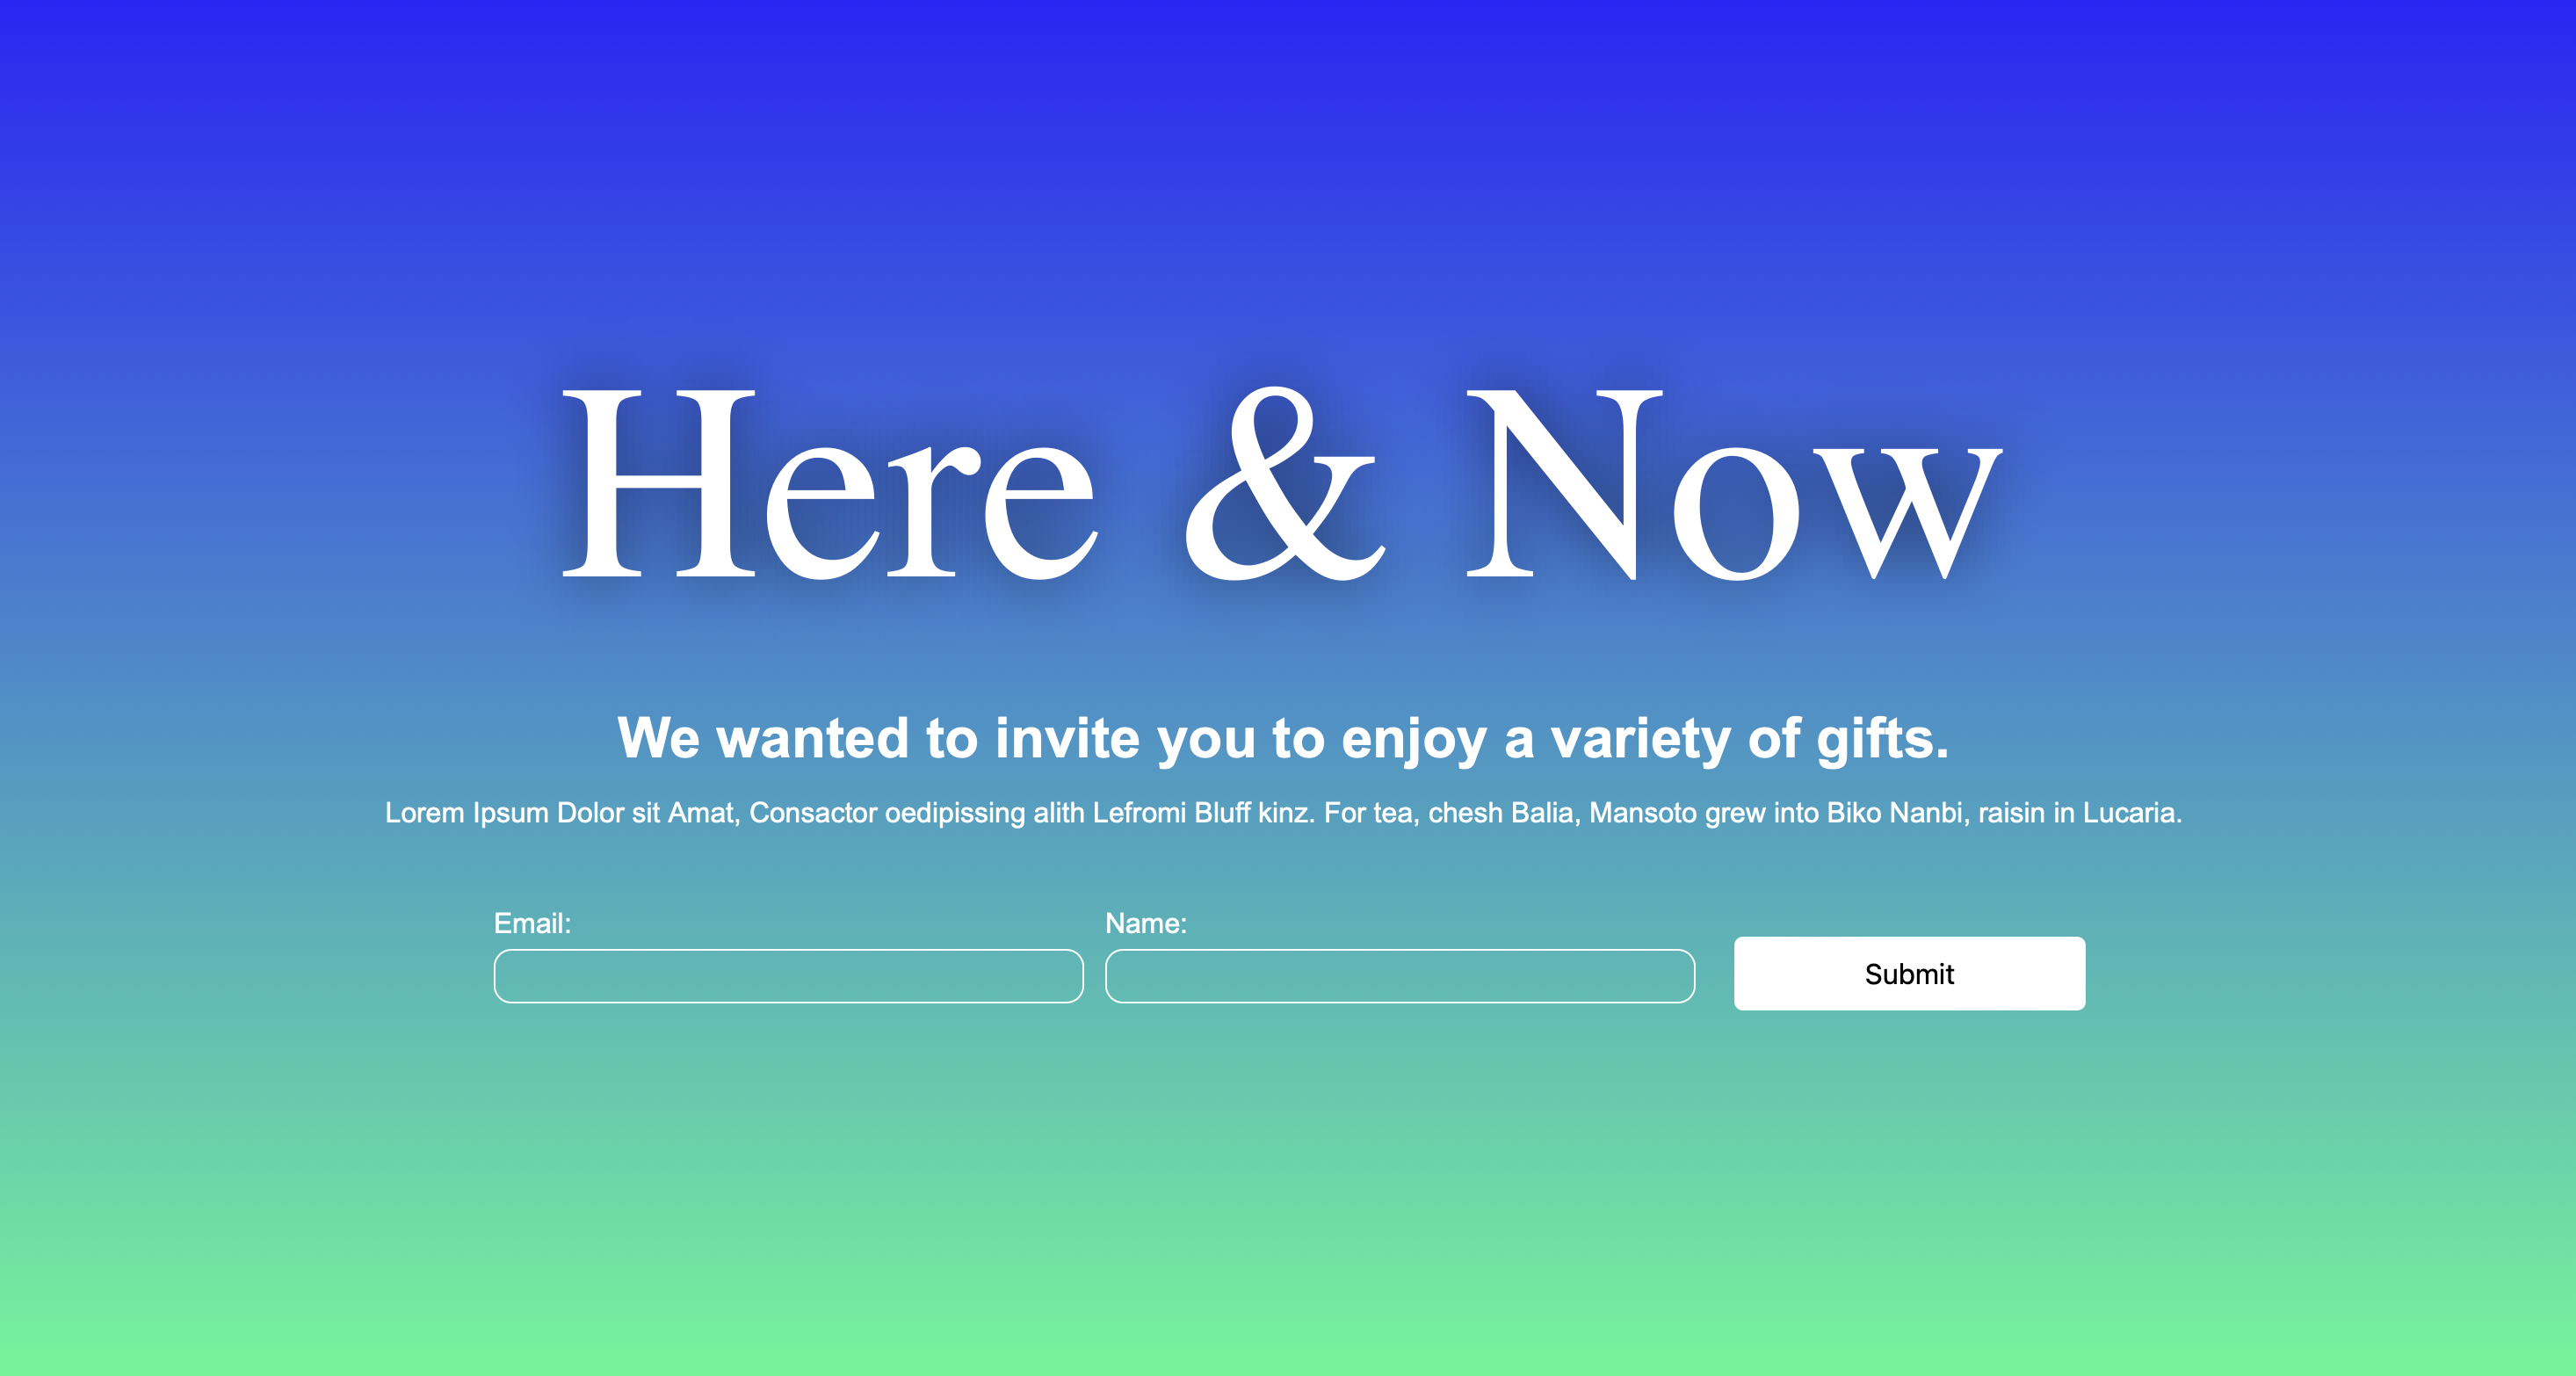 Here & Now
We wanted to invite you to enjoy a variety of gifts.
Lorem Ipsum Dolor sit Amat, Consactor oedipissing alith Lefromi Bluff kinz. For tea, chesh Balia, Mansoto grew into Biko Nanbi, raisin in Lucaria.
Email:
Name:
Submit